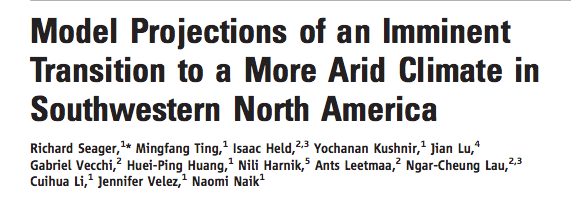 Model Projections of an Imminent
Transition to a More Arid Climate in
Southwestern North America
Richard Seager,¹* Mingfang Ting,¹ Isaac Held,²,³ Yochanan Kushnir,¹ Jian Lu,⁴
Gabriel Vecchi,² Huei-Ping Huang,¹ Nili Harnik,⁵ Ants Leetmaa,² Ngar-Cheung Lau,²,³
Cuihua Li,¹ Jennifer Velez,¹ Naomi Naik¹